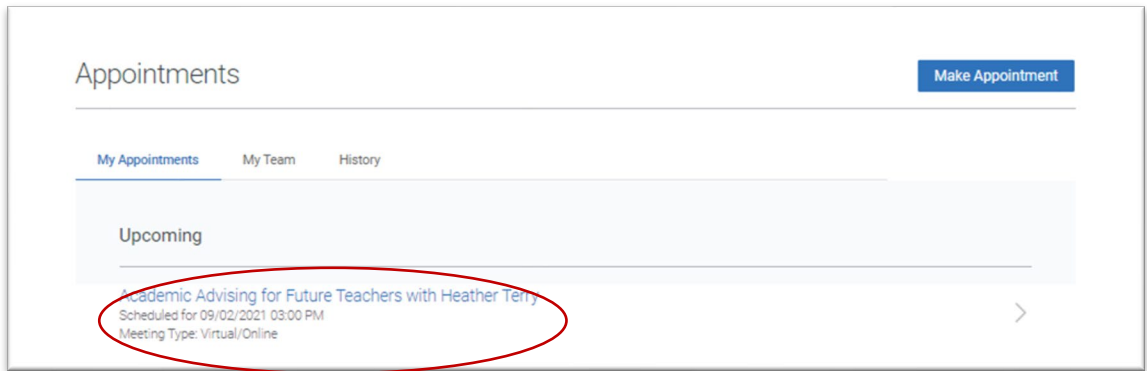 Appointments
Make Appointment
My Appointments My Team History
Upcoming
Academic Advising for Future Teachers with Heather Terry
Scheduled for 09/02/2021 03:00 PM
Meeting Type: Virtual/Online